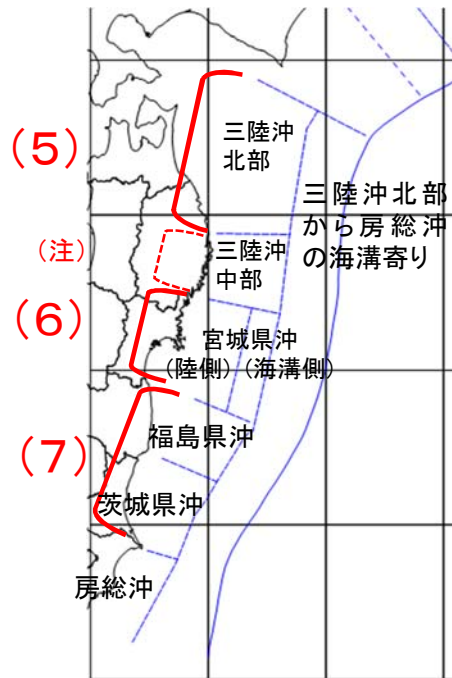 (5)
三陸沖
北部
三陸沖北部
から房総沖
の海溝寄り
(注)
三陸沖
中部
(6)
宮城県沖
(陸側)(海溝側)
(7)
福島県沖
茨城県沖
房総沖